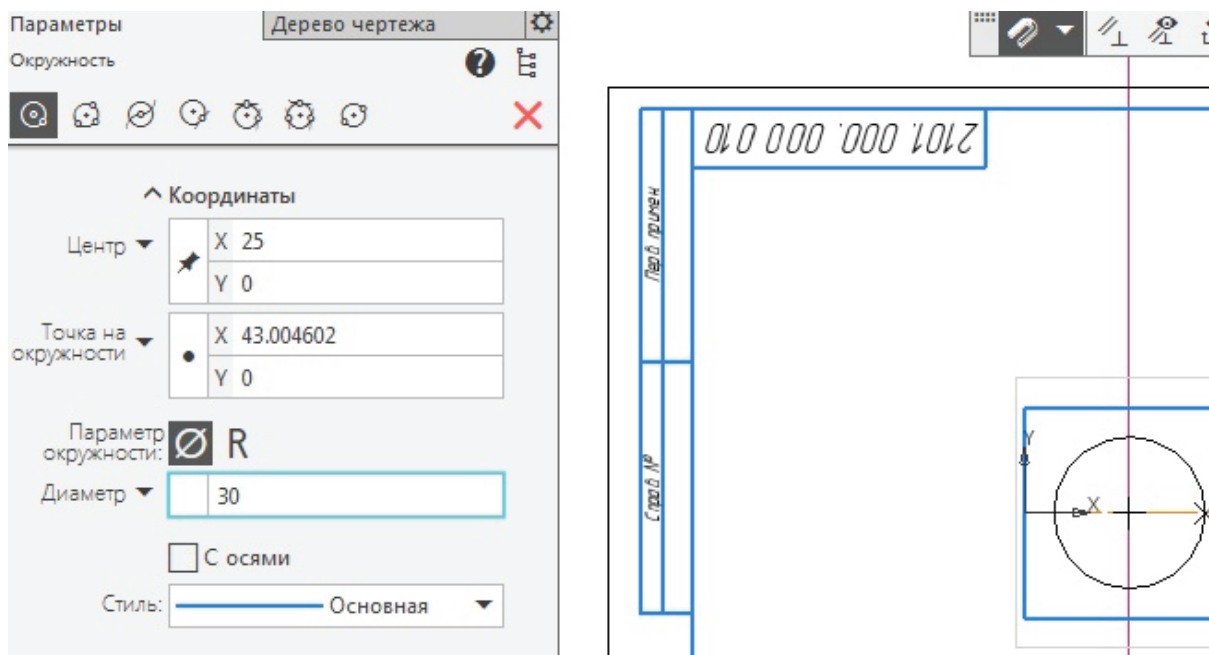 Параметры
Дерево чертежа
Окружность
Координаты
Центр
X 25
Y 0
Точка на окружности
X 43.004602
Y 0
Параметр окружности:
R
Диаметр
30
С осями
Стиль:
Основная
2101. 000. 000 010
Перв. примен
Справ №
Y
X